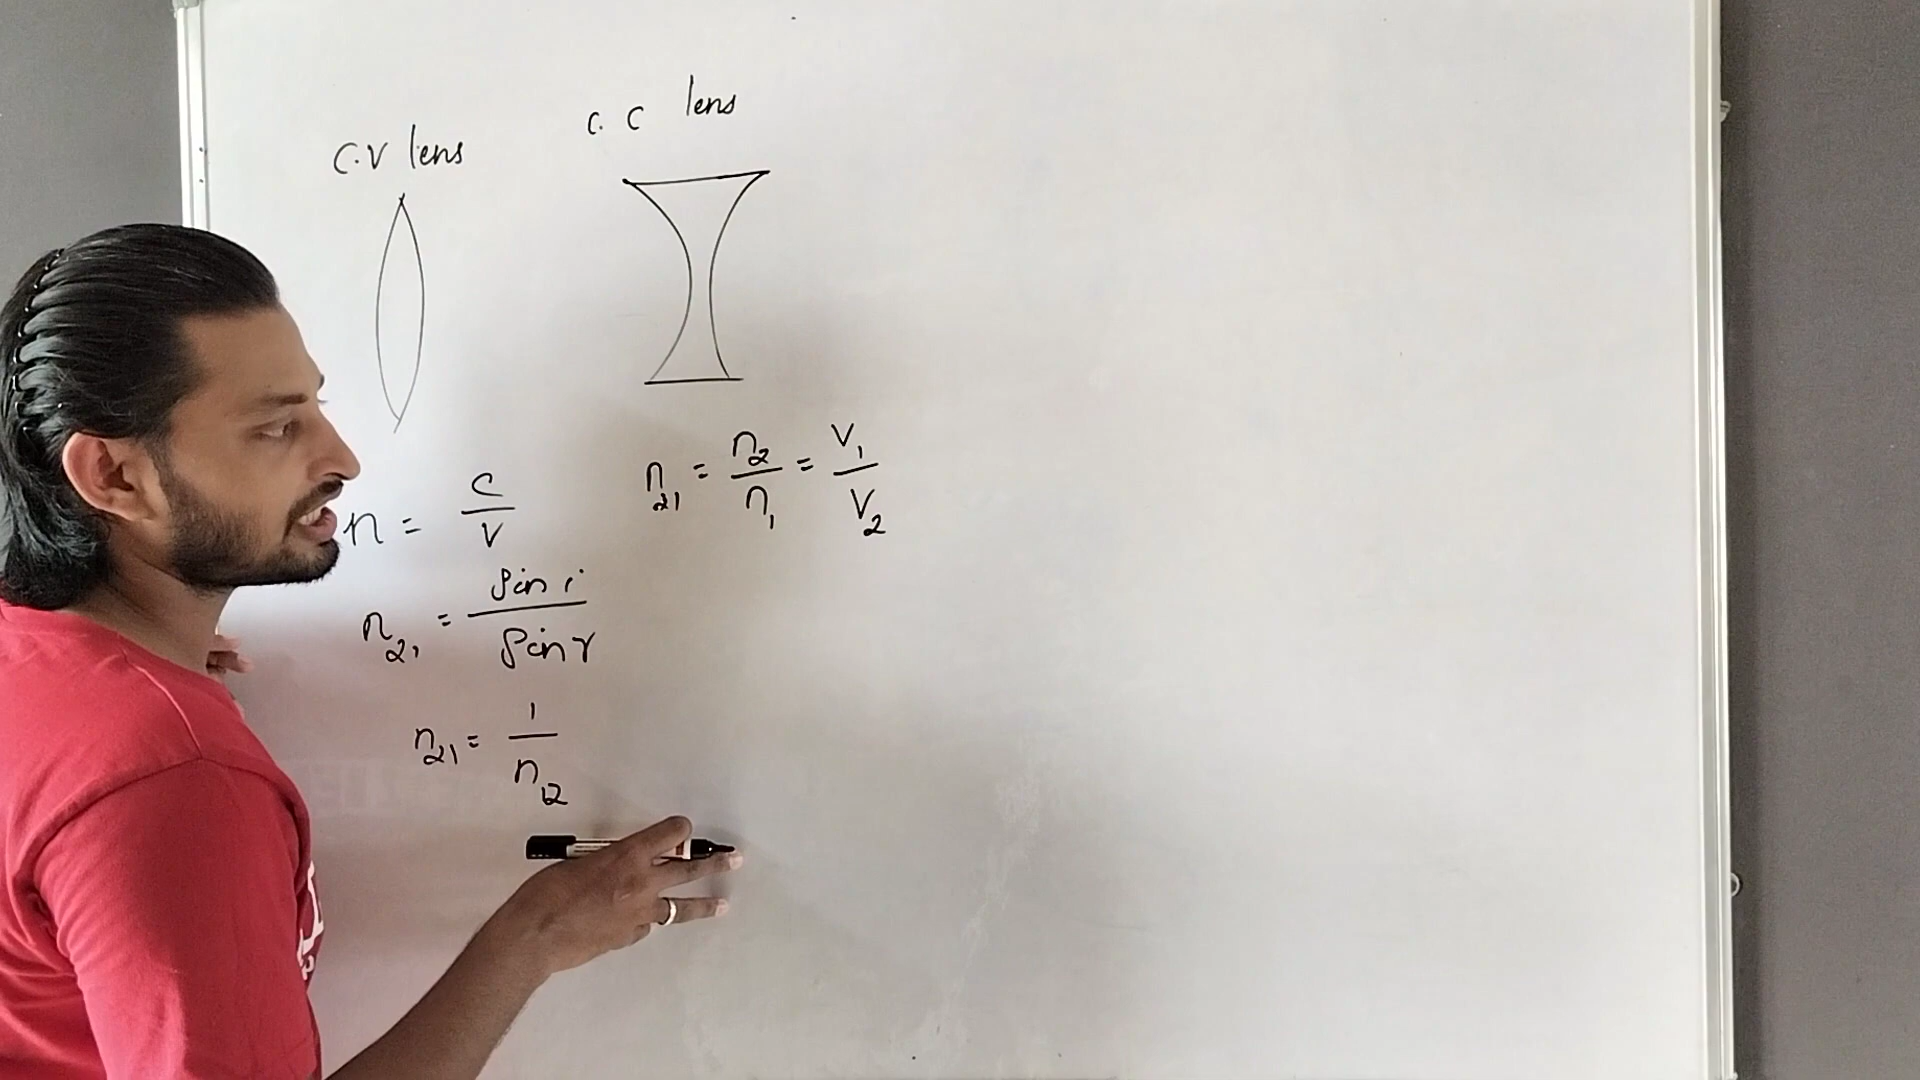 C.V lens
C. C lens
n = c/v
n21 = n2/n1 = V1/V2
n21 = Sin i/Sin r
n21 = 1/n12